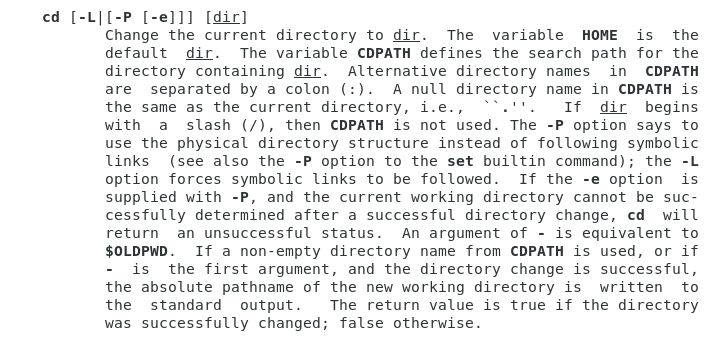 cd [-L|[-P [-e]]] [dir]
Change the current directory to dir.  The  variable  HOME  is  the
default  dir.  The variable CDPATH defines the search path for the
directory containing dir.  Alternative directory names  in  CDPATH
are  separated by a colon (:).  A null directory name in CDPATH is
the same as the current directory, i.e.,  ``.''.   If  dir  begins
with  a  slash (/), then CDPATH is not used. The -P option says to
use the physical directory structure instead of following symbolic
links  (see also the -P option to the set builtin command); the -L
option forces symbolic links to be followed.  If the -e option  is
supplied with -P, and the current working directory cannot be suc-
cessfully determined after a successful directory change, cd  will
return  an unsuccessful status.  An argument of - is equivalent to
$OLDPWD.  If a non-empty directory name from CDPATH is used, or if
-  is  the first argument, and the directory change is successful,
the absolute pathname of the new working directory is  written  to
the  standard  output.   The return value is true if the directory
was successfully changed; false otherwise.